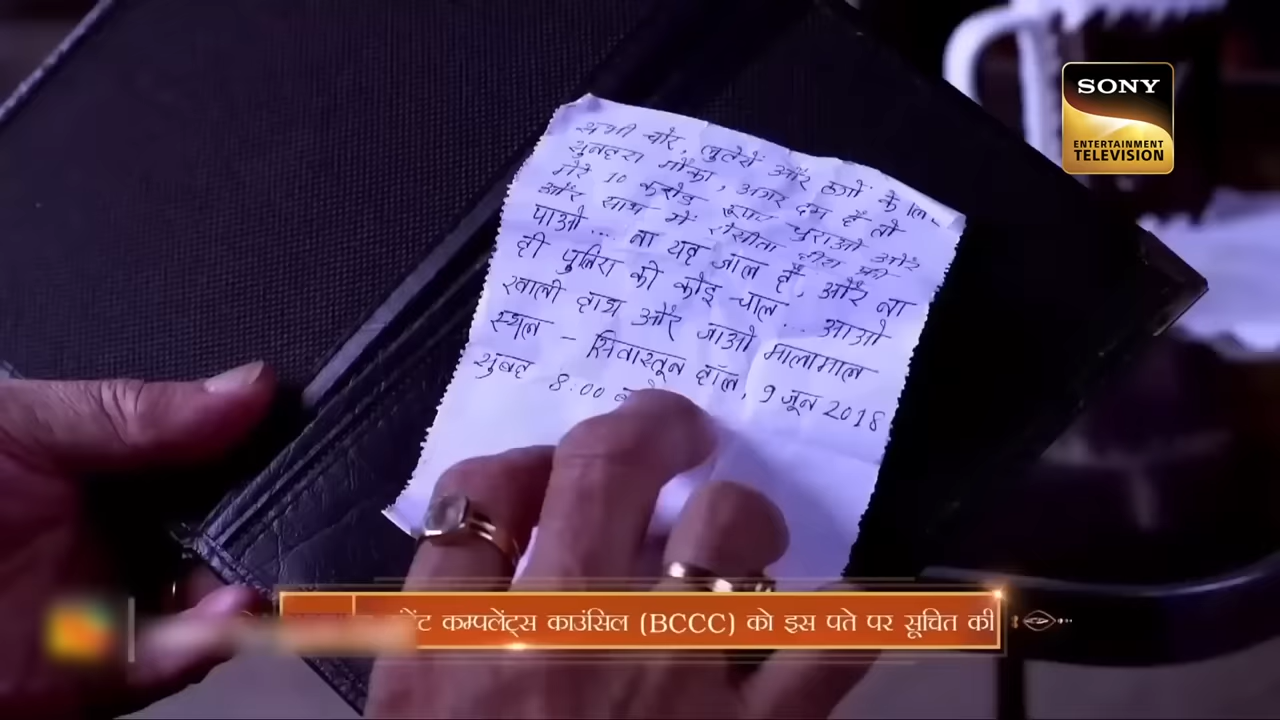 SONY
ENTERTAINMENT
TELEVISION
सभी चोर, लुटेरों और ठगों के
सुनहरा मौका, अगर दम है तो
मेरे 10 करोड़ रूपए चुराओ और
और साथ में रोसीता हीडा फ्री
पाओ... ना यह जाल है, और ना
ही पुलिस की कोई चाल... आओ
खाली हाथ और जाओ मालामाल
स्थल - सितास्तून हॉल, 9 जून 2018
सुबह 8:00
कम्पलेंट्स काउंसिल (BCCC) को इस पते पर सूचित की